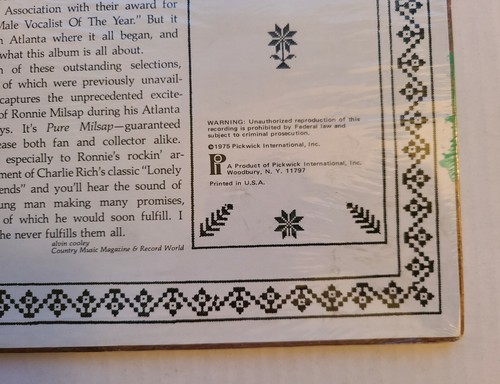 Association with their award for
Male Vocalist Of The Year." But it
Atlanta where it all began, and
what this album is all about.
of these outstanding selections,
of which were previously unavail-
captures the unprecedented excite-
of Ronnie Milsap during his Atlanta
It's Pure Milsap—guaranteed
both fan and collector alike.
especially to Ronnie's rockin' ar-
of Charlie Rich's classic "Lonely
and you'll hear the sound of
man making many promises,
of which he would soon fulfill. I
he never fulfills them all.
alvin cooley
Country Music Magazine & Record World
WARNING: Unauthorized reproduction of this
recording is prohibited by Federal law and
subject to criminal prosecution.
©1975 Pickwick International, Inc.
A Product of Pickwick International, Inc.
Woodbury, N. Y. 11797
Printed in U.S.A.